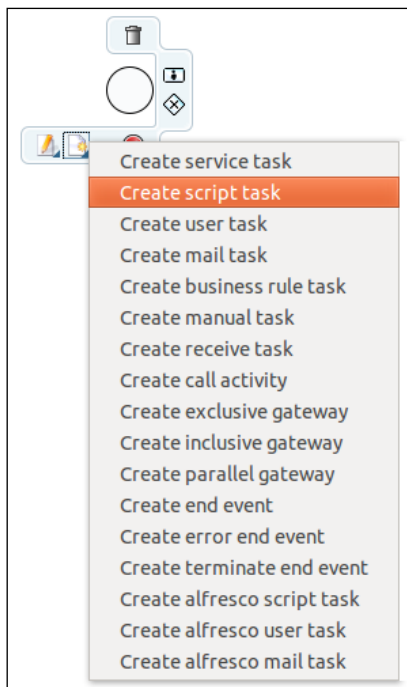 Create service task
Create script task
Create user task
Create mail task
Create business rule task
Create manual task
Create receive task
Create call activity
Create exclusive gateway
Create inclusive gateway
Create parallel gateway
Create end event
Create error end event
Create terminate end event
Create alfresco script task
Create alfresco user task
Create alfresco mail task